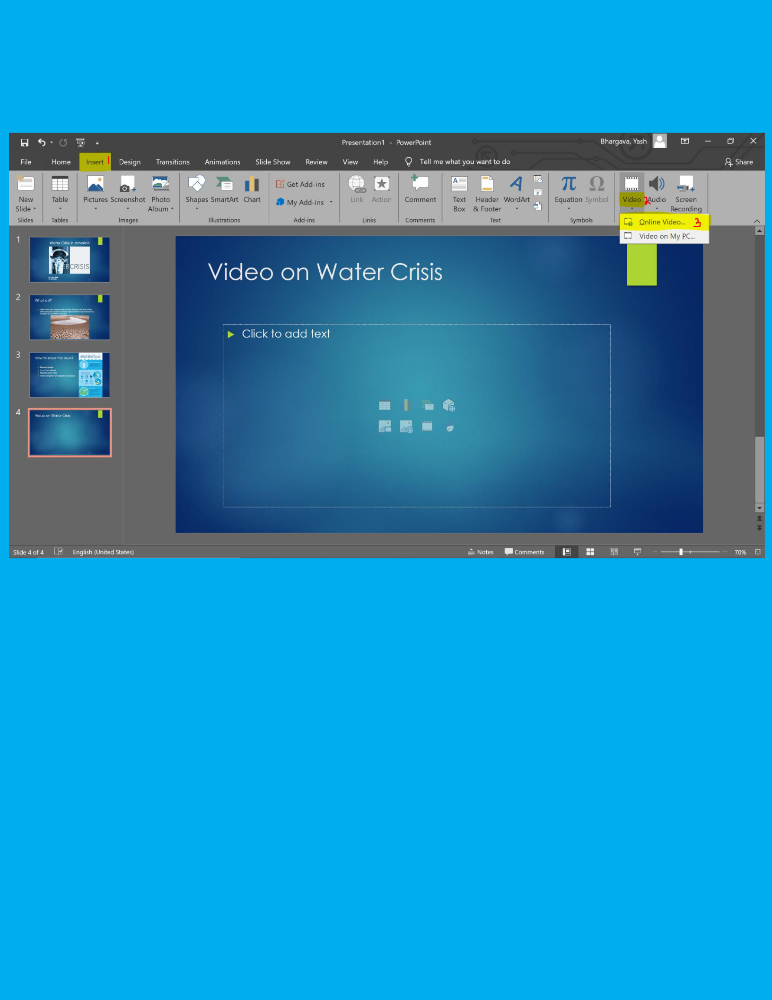 Presentation1 - PowerPoint
Bhargava, Yash
File Home Insert 1 Design Transitions Animations Slide Show Review View Help Tell me what you want to do Share
New Slide
Table
Pictures Screenshot Photo Album
Shapes SmartArt Chart
Get Add-ins
My Add-ins
Link Action
Comment
Text Box
Header & Footer
WordArt
Equation Symbol
Video 2 Audio Screen Recording
Slides Tables Images Illustrations Add-ins Links Comments Text Symbols
Online Video... 3
Video on My PC...
1
Water Crisis in America
CRISIS
2
What is it?
3
How to solve the issue?
Reduce Water Scarcity
4
Video on Water Crisis
Video on Water Crisis
Click to add text
Slide 4 of 4 English (United States) Notes Comments 70%